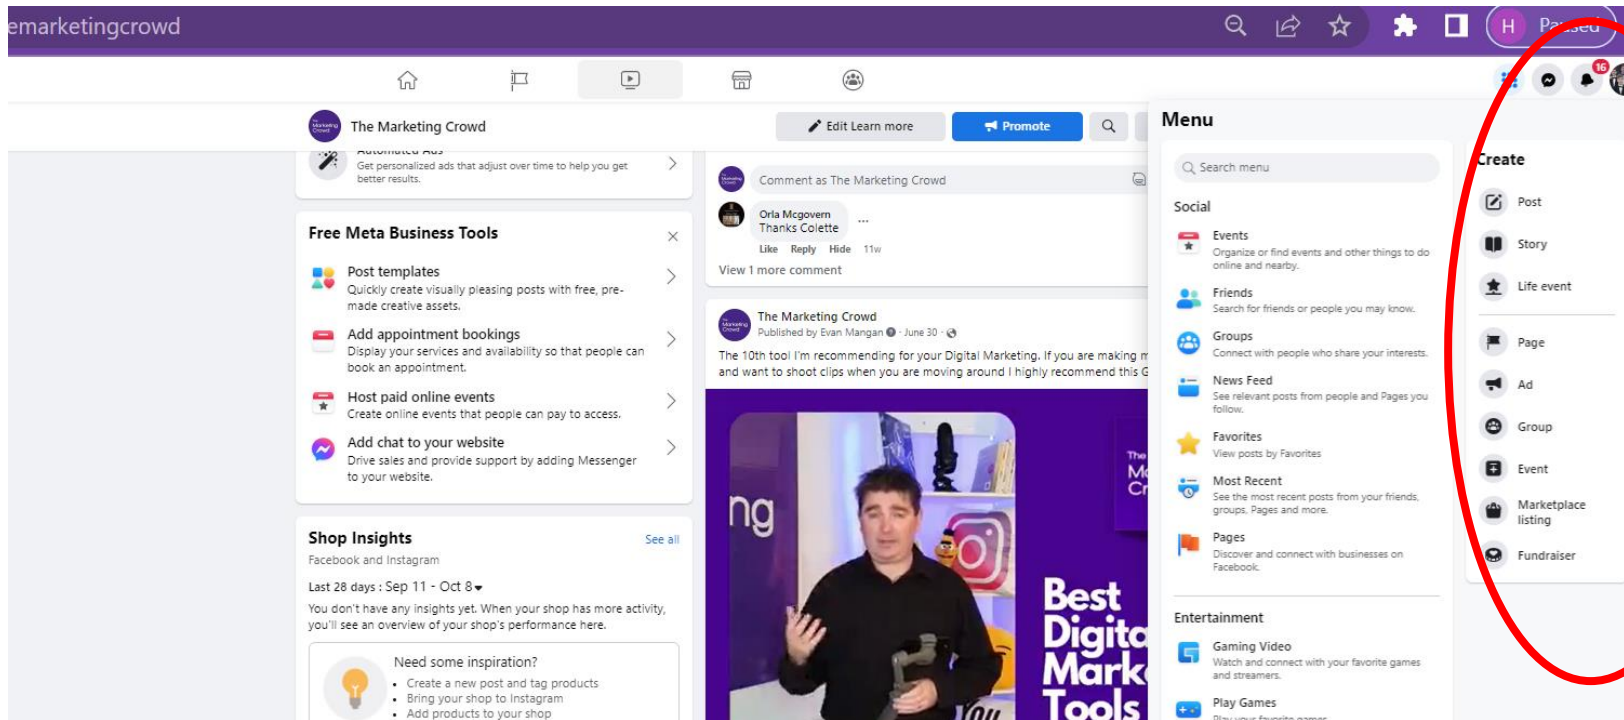 emarketingcrowd
H Paused
16
The Marketing Crowd
Edit Learn more
Promote
Automated Ads
Get personalized ads that adjust over time to help you get
better results.
Free Meta Business Tools
Post templates
Quickly create visually pleasing posts with free, pre-
made creative assets.
Add appointment bookings
Display your services and availability so that people can
book an appointment.
Host paid online events
Create online events that people can pay to access.
Add chat to your website
Drive sales and provide support by adding Messenger
to your website.
Shop Insights
See all
Facebook and Instagram
Last 28 days : Sep 11 - Oct 8
You don't have any insights yet. When your shop has more activity,
you'll see an overview of your shop's performance here.
Need some inspiration?
• Create a new post and tag products
• Bring your shop to Instagram
• Add products to your shop
Comment as The Marketing Crowd
Orla Mcgovern
Thanks Colette
...
Like Reply Hide 11w
View 1 more comment
The Marketing Crowd
Published by Evan Mangan · June 30 ·
The 10th tool I'm recommending for your Digital Marketing. If you are making m
and want to shoot clips when you are moving around I highly recommend this G
ng
The
Ma
Cr
Best
Digita
Mark
Tools
You
Menu
Search menu
Social
Events
Organize or find events and other things to do
online and nearby.
Friends
Search for friends or people you may know.
Groups
Connect with people who share your interests.
News Feed
See relevant posts from people and Pages you
follow.
Favorites
View posts by Favorites
Most Recent
See the most recent posts from your friends,
groups, Pages and more.
Pages
Discover and connect with businesses on
Facebook.
Entertainment
Gaming Video
Watch and connect with your favorite games
and streamers.
Play Games
Play your favorite games.
Create
Post
Story
Life event
Page
Ad
Group
Event
Marketplace
listing
Fundraiser